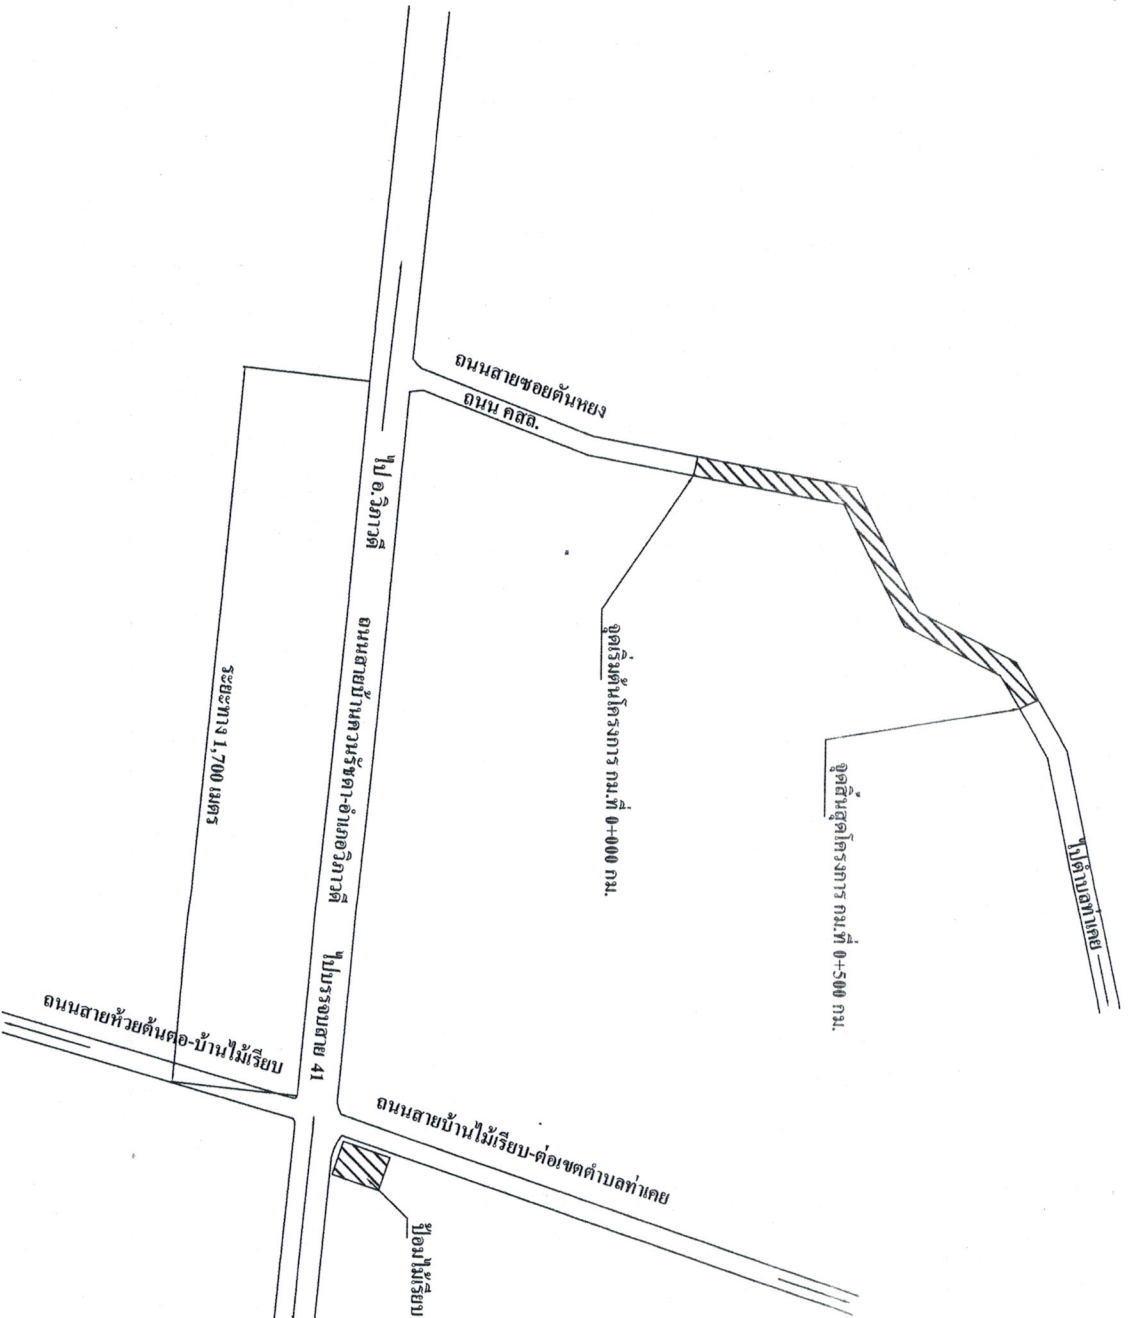 ถนนสายซอยต้นหยง
ถนน คสล.
ไป อ.วิภาวดี
ถนนสายบ้านควนรัชดา-อำเภอวิภาวดี
ไปบรรจบสาย 41
ระยะทาง 1,700 เมตร
จุดเริ่มต้นโครงการ กม.ที่ 0+000 กม.
จุดสิ้นสุดโครงการ กม.ที่ 0+500 กม.
ไปตำบลท่าเคย
ถนนสายห้วยต้นตอ-บ้านไม้เรียบ
ถนนสายบ้านไม้เรียบ-ต่อเขตตำบลท่าเคย
ป้อมไม้เรียบ